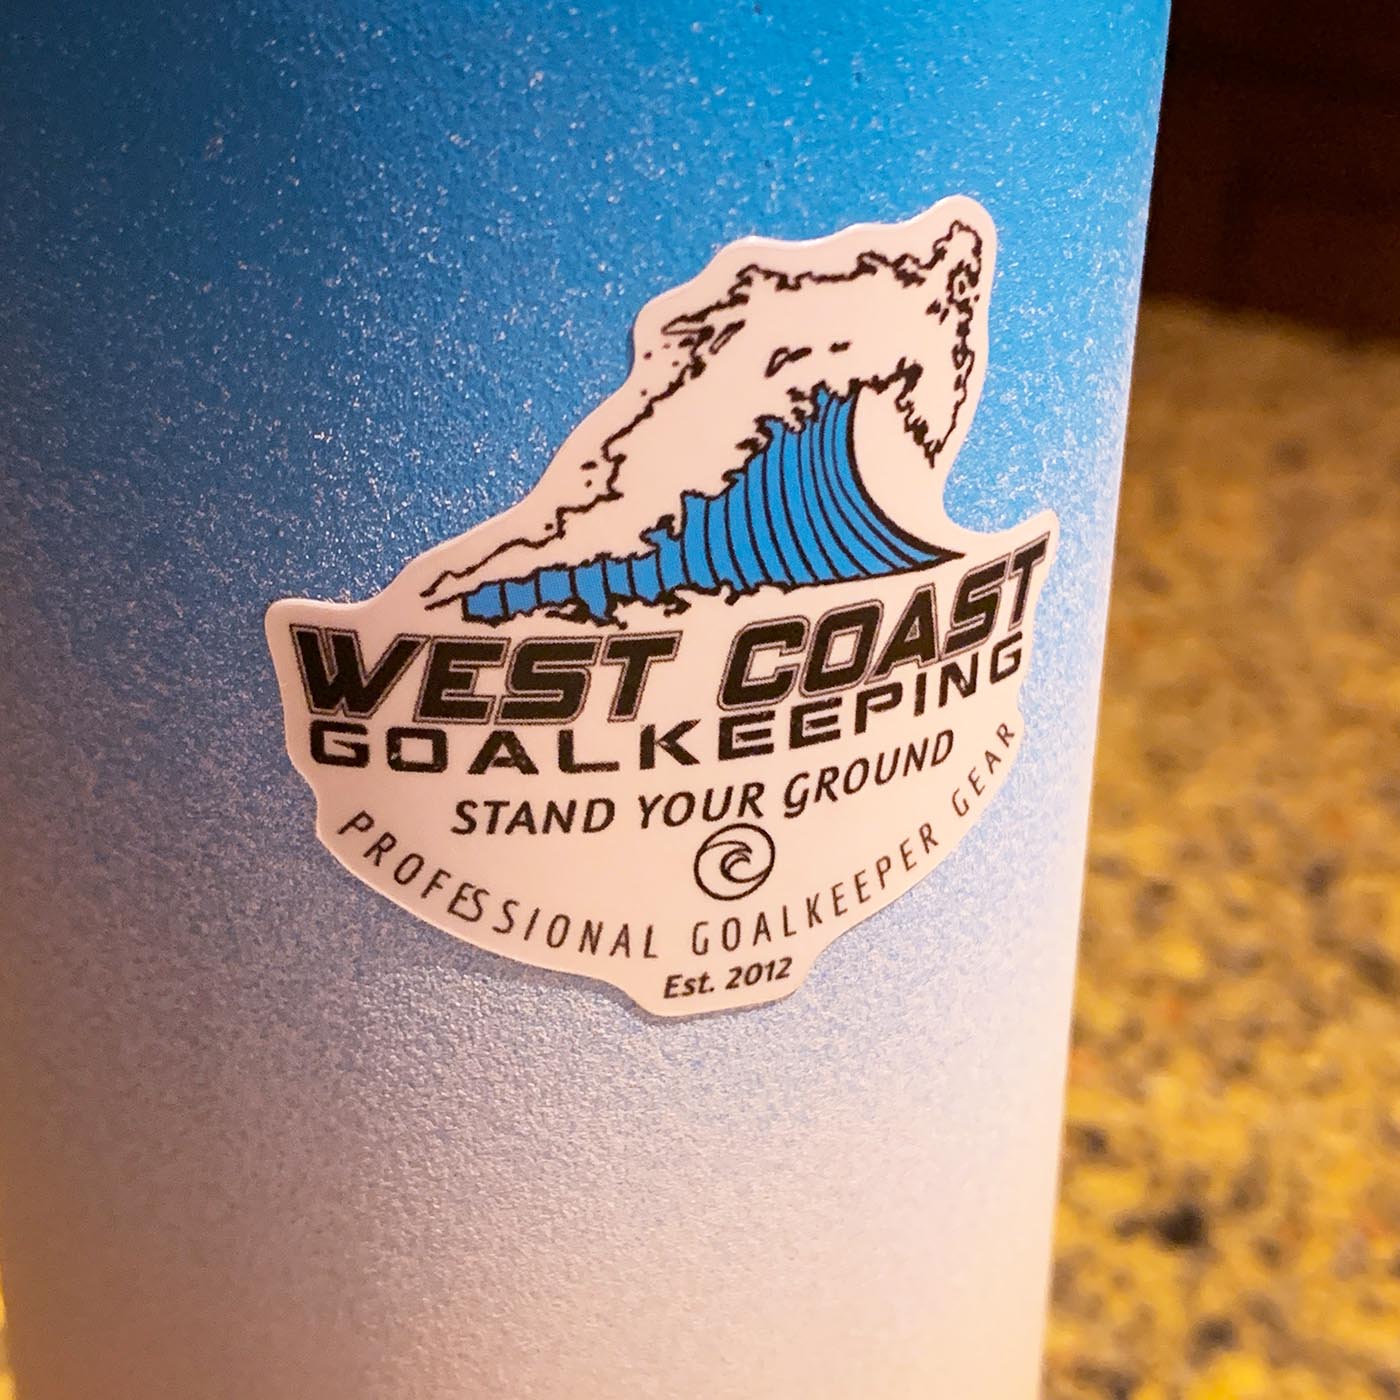 WEST COAST
GOALKEEPING
STAND YOUR GROUND
PROFESSIONAL GOALKEEPER GEAR
Est. 2012